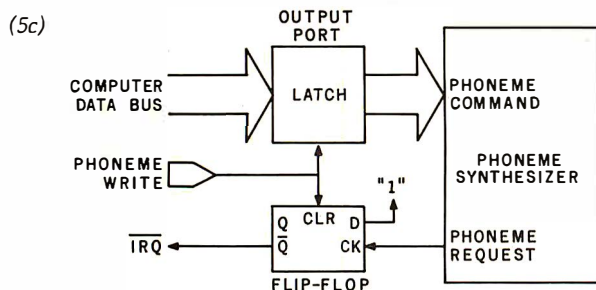 (5c)
OUTPUT
PORT
COMPUTER
DATA BUS
LATCH
PHONEME
COMMAND
PHONEME
WRITE
"1"
PHONEME
SYNTHESIZER
Q CLR D
Q̅ CK
I̅R̅Q̅
PHONEME
REQUEST
FLIP-FLOP